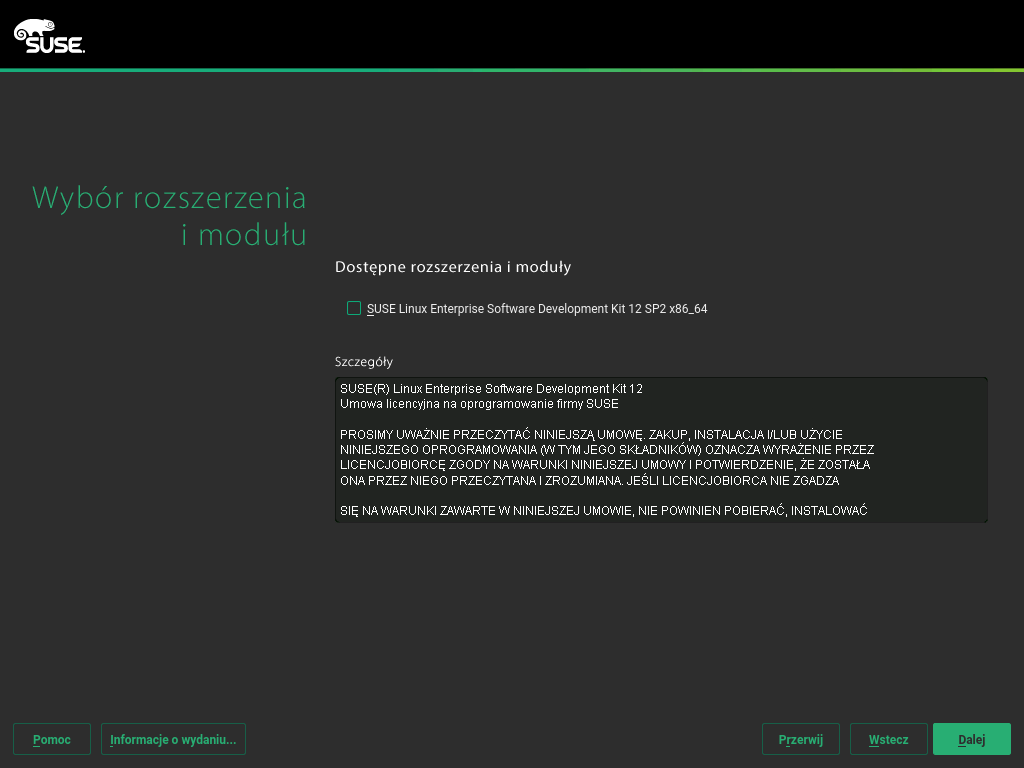 SUSE.
Wybór rozszerzenia
i modułu
Dostępne rozszerzenia i moduły
SUSE Linux Enterprise Software Development Kit 12 SP2 x86_64
Szczegóły
SUSE(R) Linux Enterprise Software Development Kit 12
Umowa licencyjna na oprogramowanie firmy SUSE
PROSIMY UWAŻNIE PRZECZYTAĆ NINIEJSZĄ UMOWĘ. ZAKUP, INSTALACJA I/LUB UŻYCIE
NINIEJSZEGO OPROGRAMOWANIA (W TYM JEGO SKŁADNIKÓW) OZNACZA WYRAŻENIE PRZEZ
LICENCJOBIORCĘ ZGODY NA WARUNKI NINIEJSZEJ UMOWY I POTWIERDZENIE, ŻE ZOSTAŁA
ONA PRZEZ NIEGO PRZECZYTANA I ZROZUMIANA. JEŚLI LICENCJOBIORCA NIE ZGADZA
SIĘ NA WARUNKI ZAWARTE W NINIEJSZEJ UMOWIE, NIE POWINIEN POBIERAĆ, INSTALOWAĆ
Pomoc
Informacje o wydaniu...
Przerwij
Wstecz
Dalej